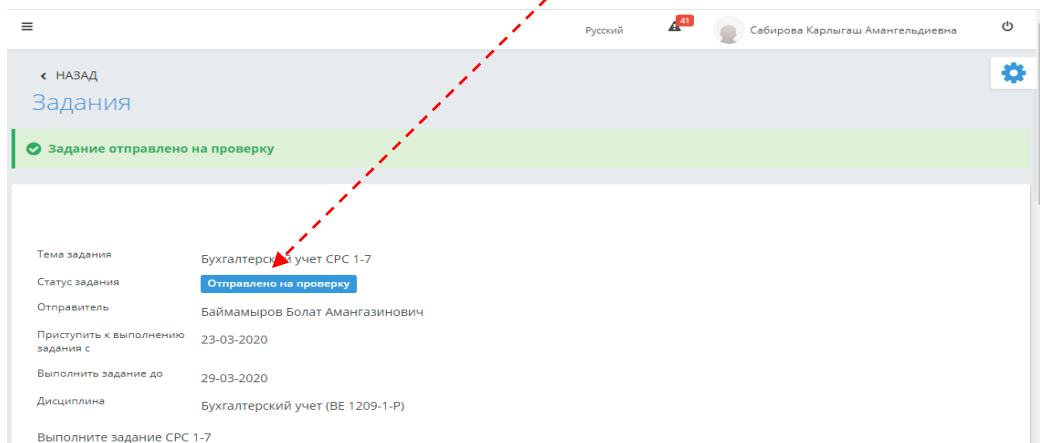 Русский
41
Сабирова Карлыгаш Амангельдиевна
НАЗАД
Задания
Задание отправлено на проверку
Тема задания Бухгалтерский учет СРС 1-7
Статус задания Отправлено на проверку
Отправитель Баймамыров Болат Амангазинович
Приступить к выполнению
задания с 23-03-2020
Выполнить задание до 29-03-2020
Дисциплина Бухгалтерский учет (BE 1209-1-P)
Выполните задание СРС 1-7